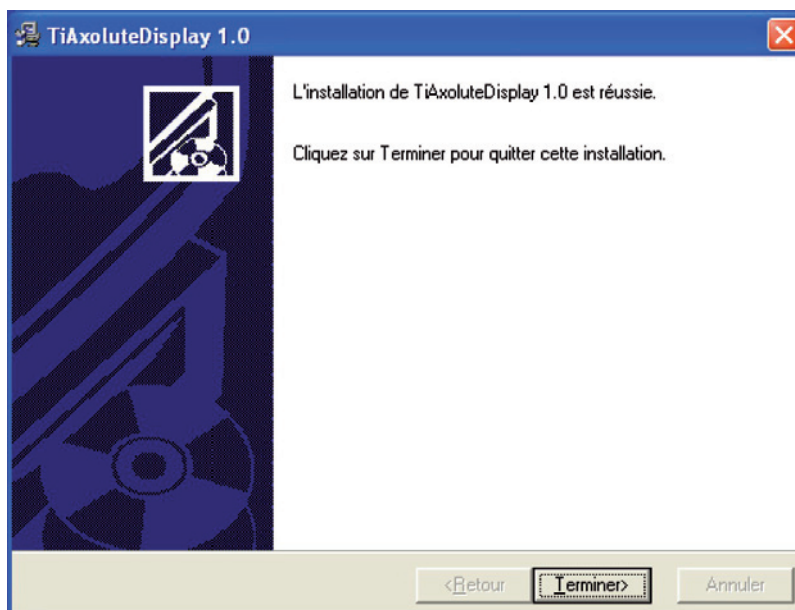 TiAxoluteDisplay 1.0
L'installation de TiAxoluteDisplay 1.0 est réussie.
Cliquez sur Terminer pour quitter cette installation.
<Retour
Terminer>
Annuler